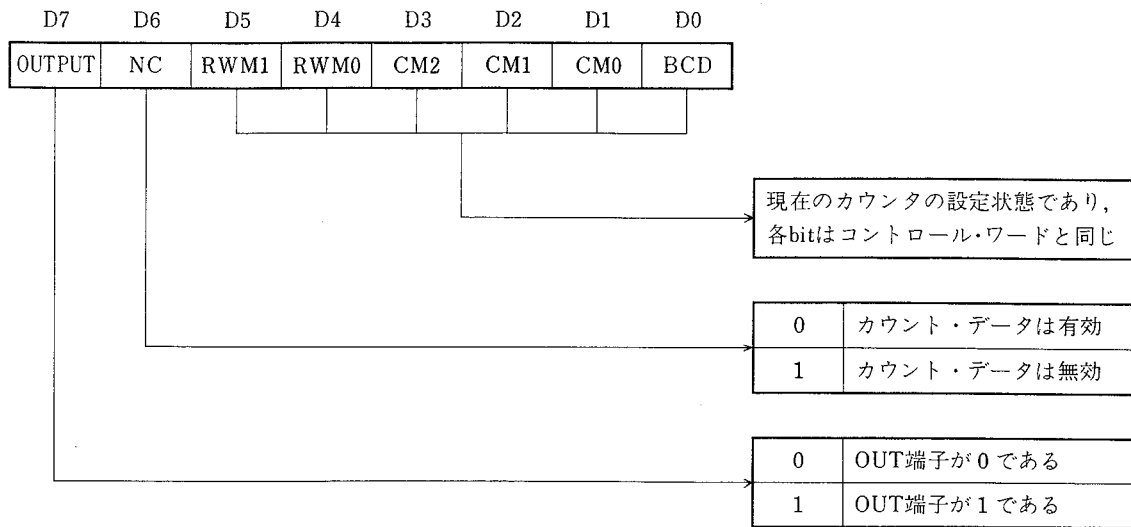 D7 D6 D5 D4 D3 D2 D1 D0
OUTPUT NC RWM1 RWM0 CM2 CM1 CM0 BCD
現在のカウンタの設定状態であり,
各bitはコントロール・ワードと同じ
0 カウント・データは有効
1 カウント・データは無効
0 OUT端子が0である
1 OUT端子が1である